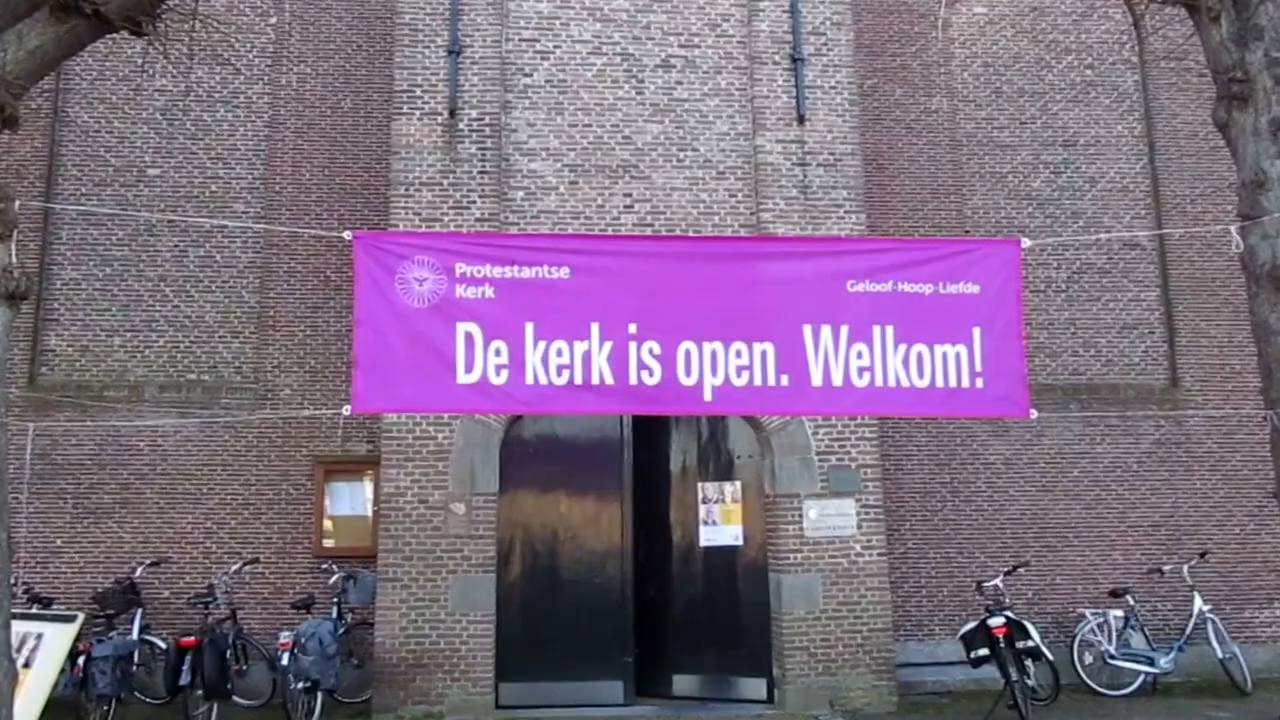 Protestantse
Kerk
Geloof-Hoop-Liefde
De kerk is open. Welkom!